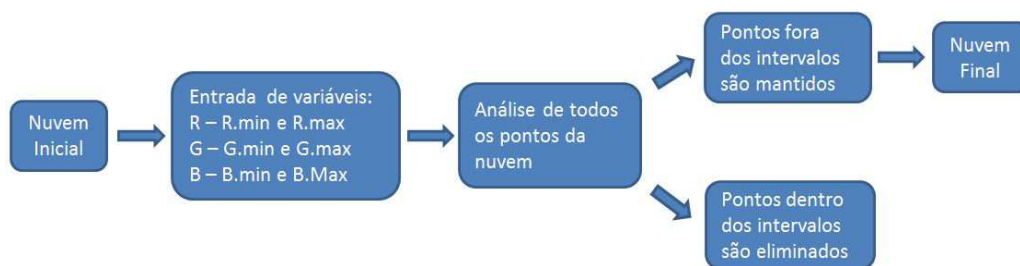 Nuvem
Inicial
Entrada de variáveis:
R – R.min e R.max
G – G.min e G.max
B – B.min e B.Max
Análise de todos
os pontos da
nuvem
Pontos fora
dos intervalos
são mantidos
Nuvem
Final
Pontos dentro
dos intervalos
são eliminados